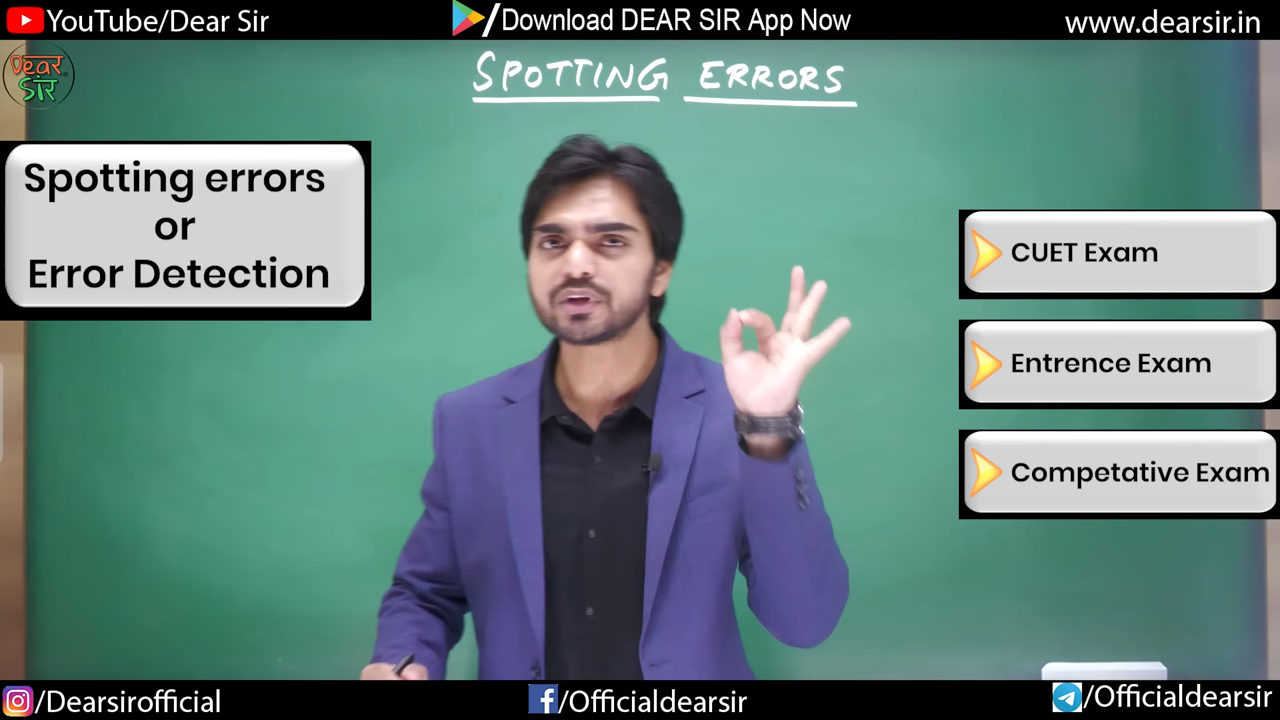 YouTube/Dear Sir
/Download DEAR SIR App Now
www.dearsir.in
Dear
Sir
SPOTTING ERRORS
Spotting errors
or
Error Detection
CUET Exam
Entrence Exam
Competative Exam
/Dearsirofficial
/Officialdearsir
/Officialdearsir